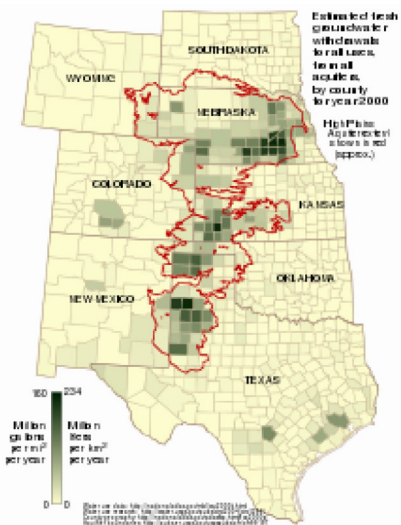 Estimated fresh
groundwater
withdrawals
for all uses,
from all
aquifers,
by county
for year 2000
High Plains
Aquifer extent
shown in red
(approx.)
SOUTH DAKOTA
WYOMING
NEBRASKA
COLORADO
KANSAS
OKLAHOMA
NEW MEXICO
TEXAS
160 234
Million
gallons
per mi²
per year
Million
liters
per km²
per year
0 0